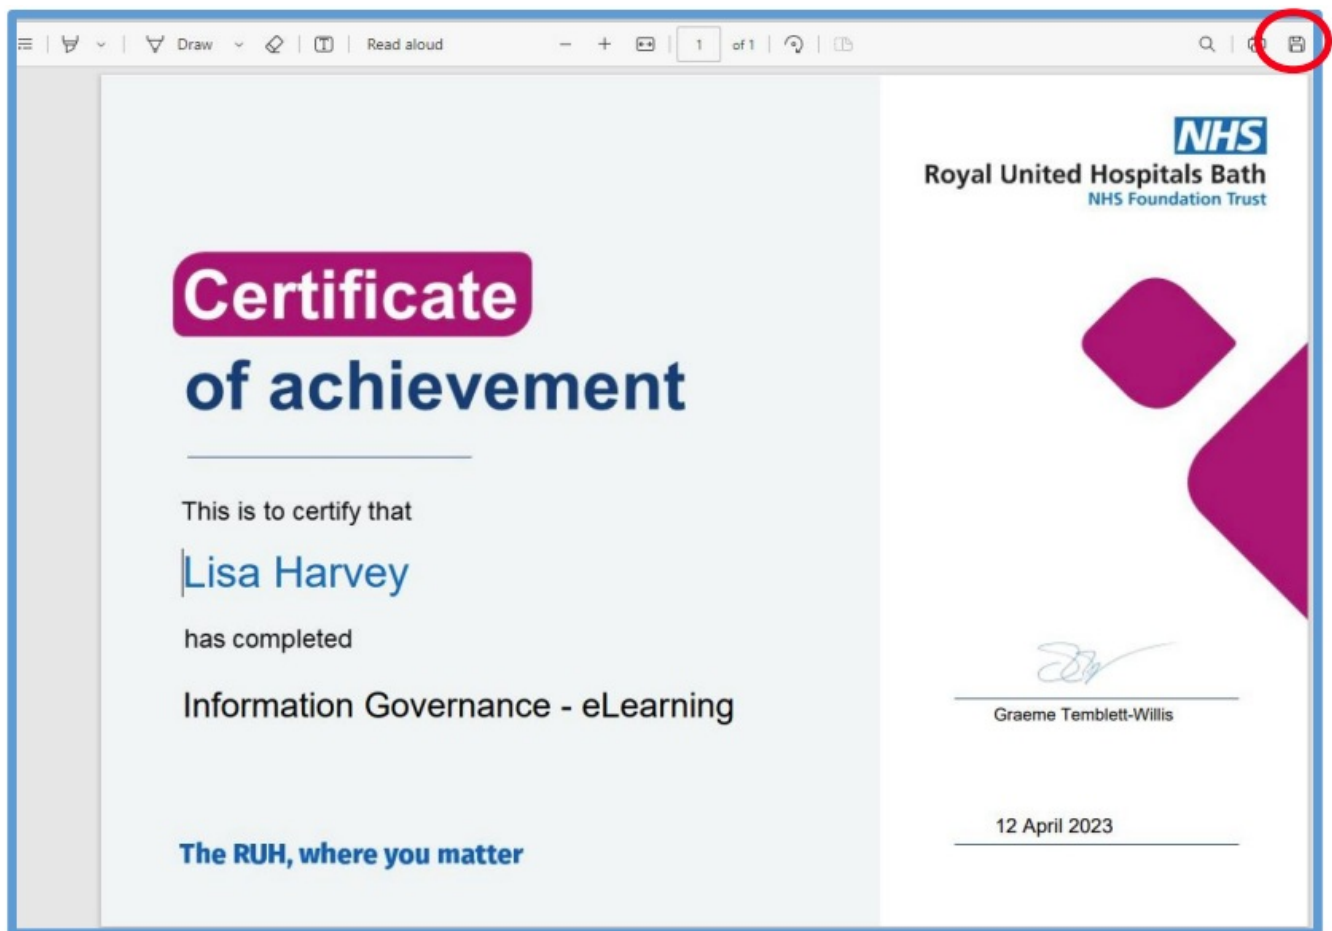 Draw
Read aloud
1 of 1
NHS
Royal United Hospitals Bath
NHS Foundation Trust
Certificate
of achievement
This is to certify that
Lisa Harvey
has completed
Information Governance - eLearning
Graeme Temblett-Willis
12 April 2023
The RUH, where you matter